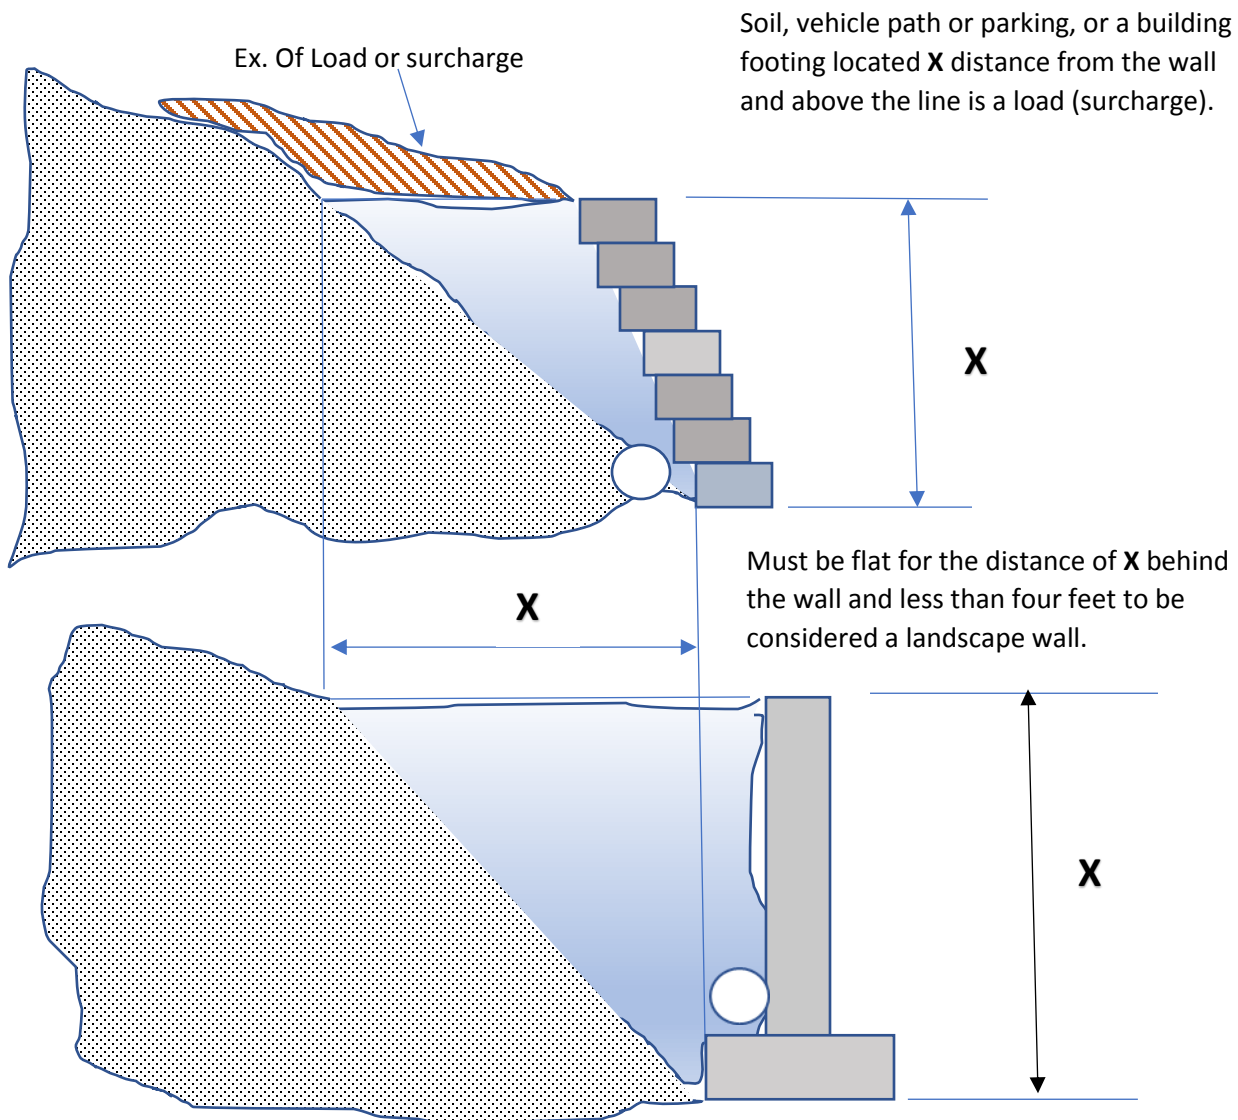 Soil, vehicle path or parking, or a building
footing located X distance from the wall
and above the line is a load (surcharge).
Ex. Of Load or surcharge
X
Must be flat for the distance of X behind
the wall and less than four feet to be
considered a landscape wall.
X
X